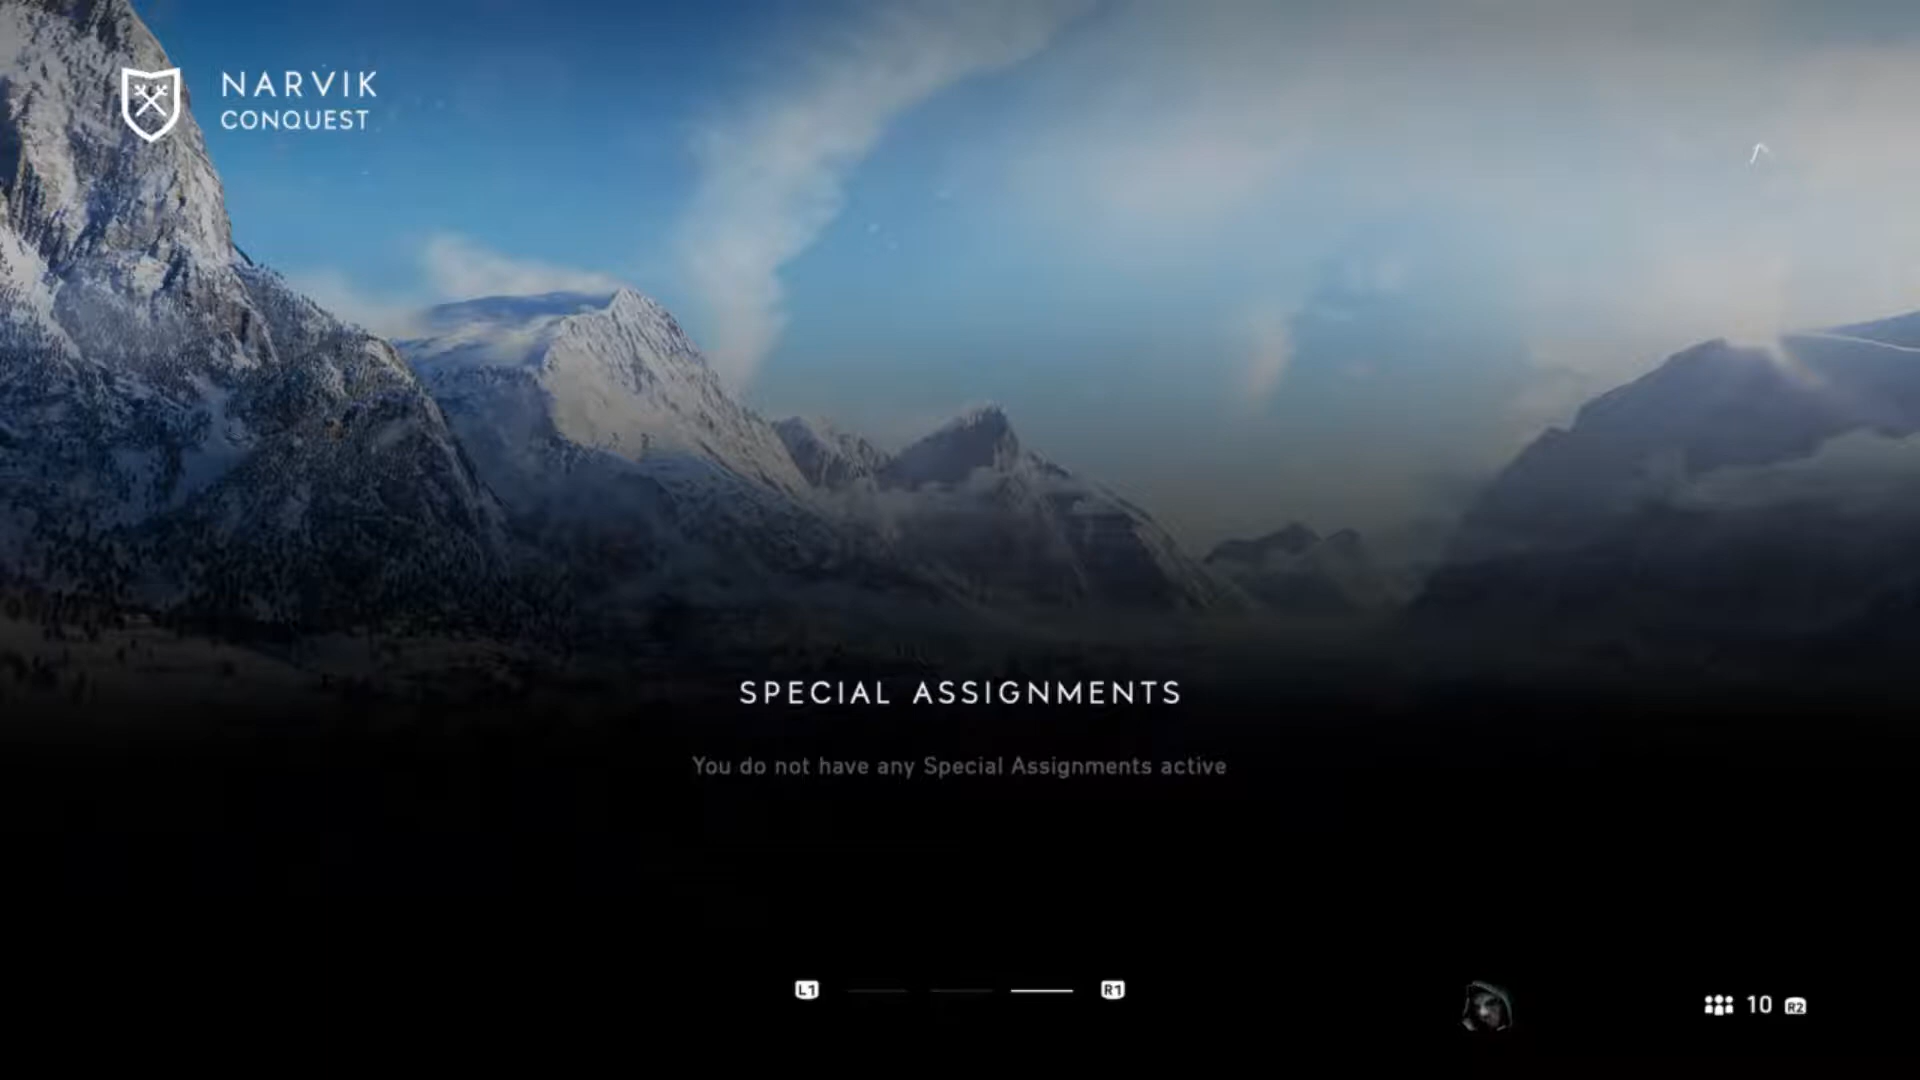 NARVIK
CONQUEST
SPECIAL ASSIGNMENTS
You do not have any Special Assignments active
L1
R1
10 R2